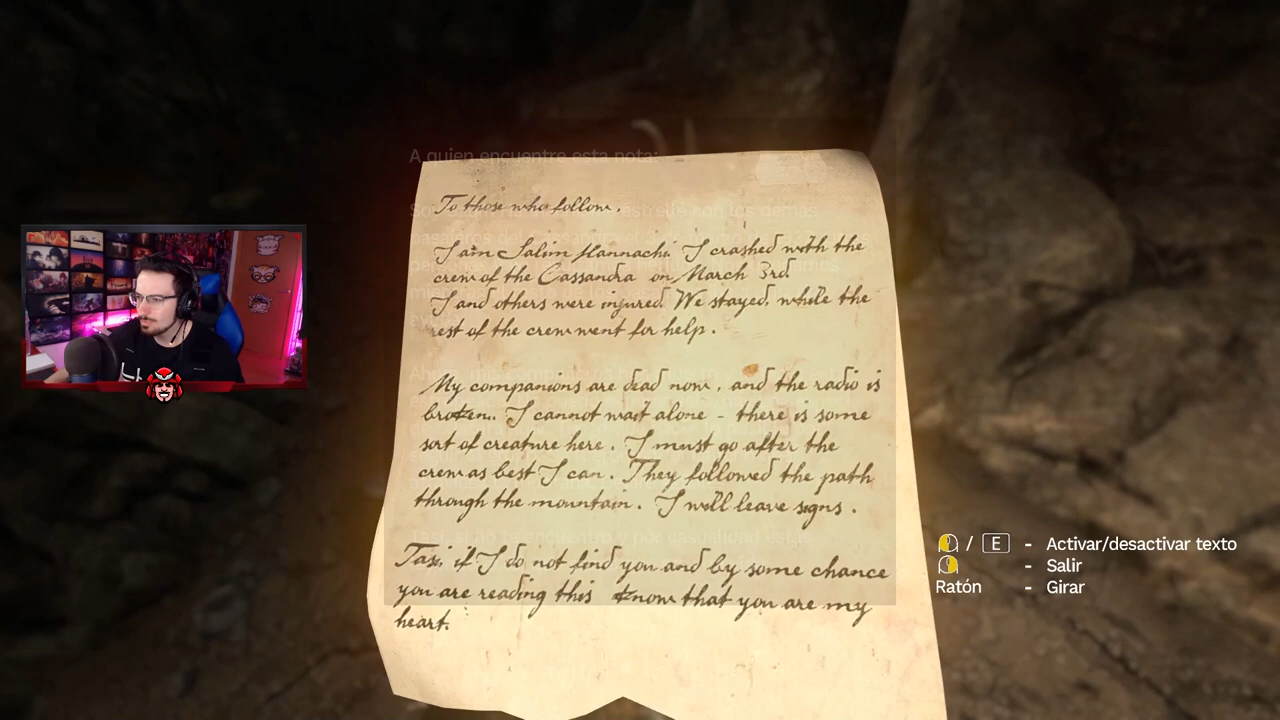 A quien encuentre esta nota:
To those who follow.
I am Salim Hannachi I crashed with the
crew of the Cassandra on March 3rd
I and others were injured. We stayed, while the
rest of the crew went for help.
My companions are dead now, and the radio is
broken. I cannot wait alone - there is some
sort of creature here. I must go after the
crew as best I can. They followed the path
through the mountain. I will leave signs.
Tasi, if I do not find you and by some chance
you are reading this know that you are my
heart.
/ E - Activar/desactivar texto
- Salir
Ratón - Girar